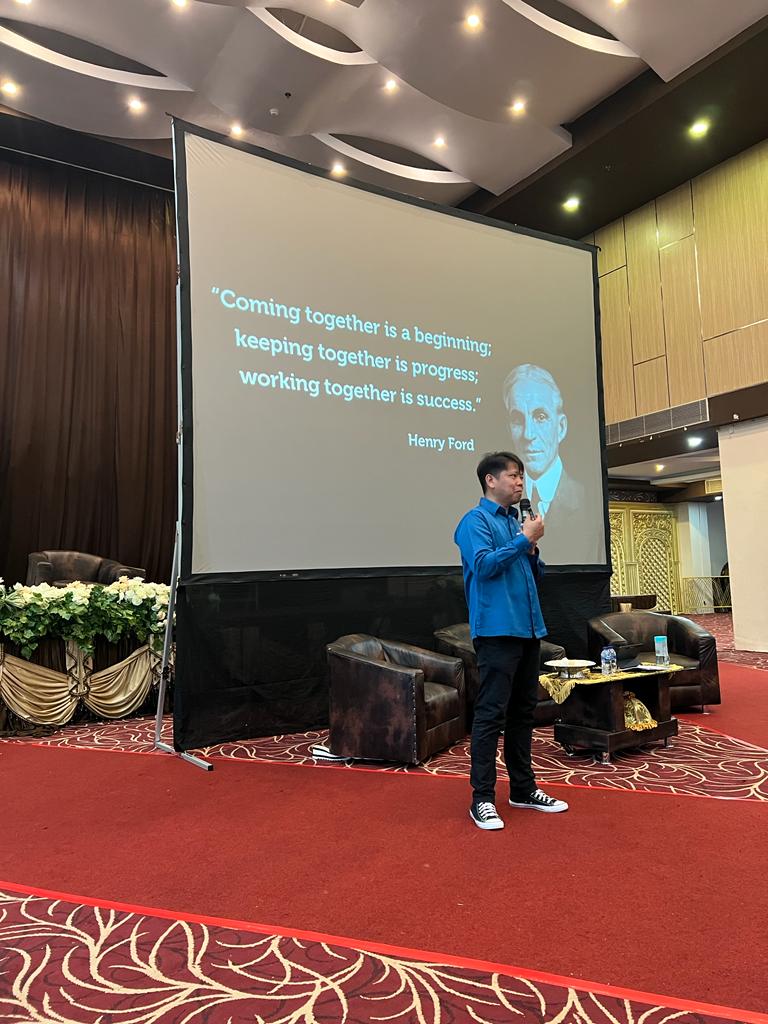 “Coming together is a beginning;
keeping together is progress;
working together is success.”
Henry Ford